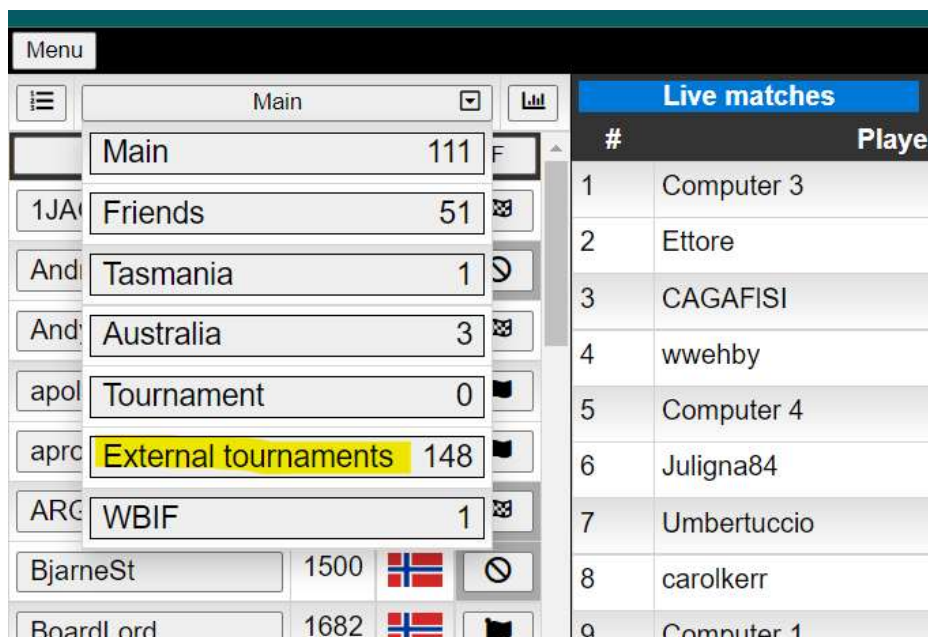 Menu
Main
Main 111
Friends 51
Tasmania 1
Australia 3
Tournament 0
External tournaments 148
WBIF 1
F
1JA
And
Andy
apol
apro
ARG
BjarneSt 1500
BoardLord 1682
Live matches
# Playe
1 Computer 3
2 Ettore
3 CAGAFISI
4 wwehby
5 Computer 4
6 Juligna84
7 Umbertuccio
8 carolkerr
9 Computer 1